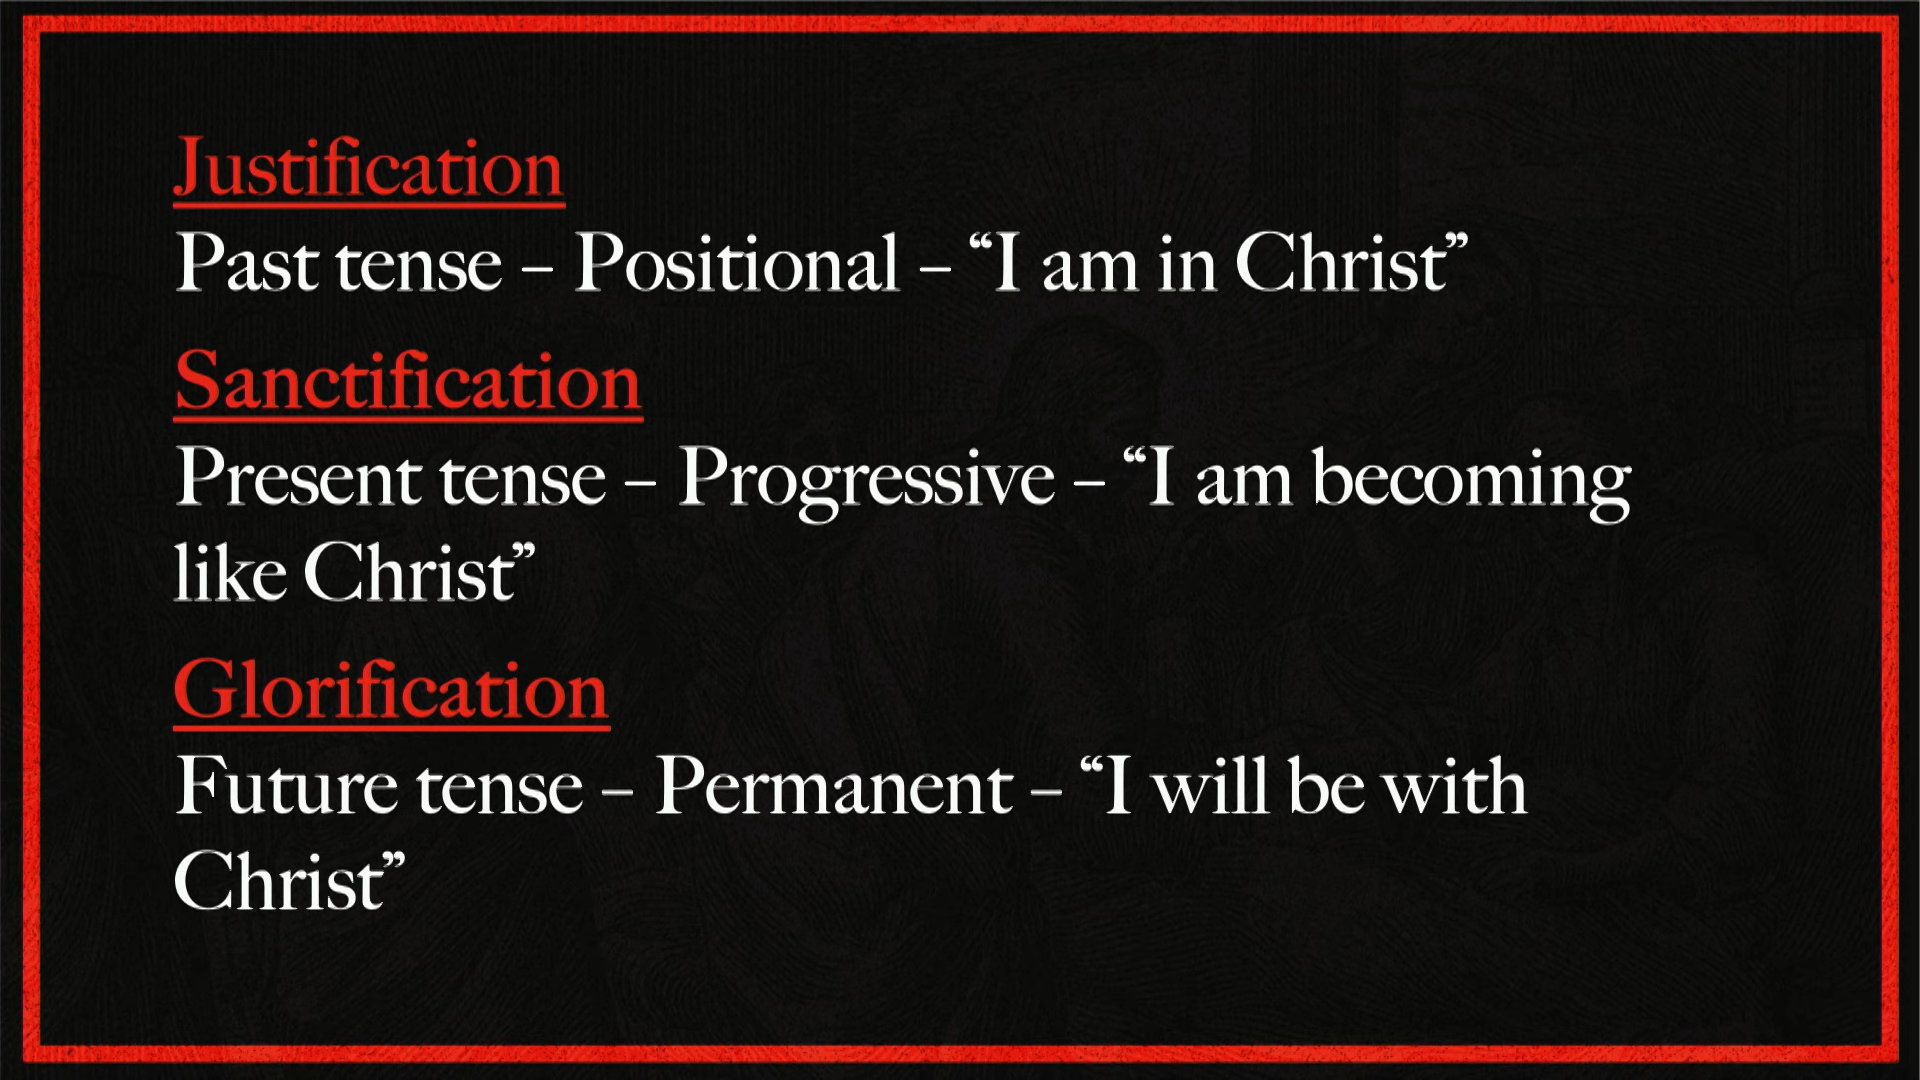 Justification
Past tense – Positional – “I am in Christ”
Sanctification
Present tense – Progressive – “I am becoming
like Christ”
Glorification
Future tense – Permanent – “I will be with
Christ”